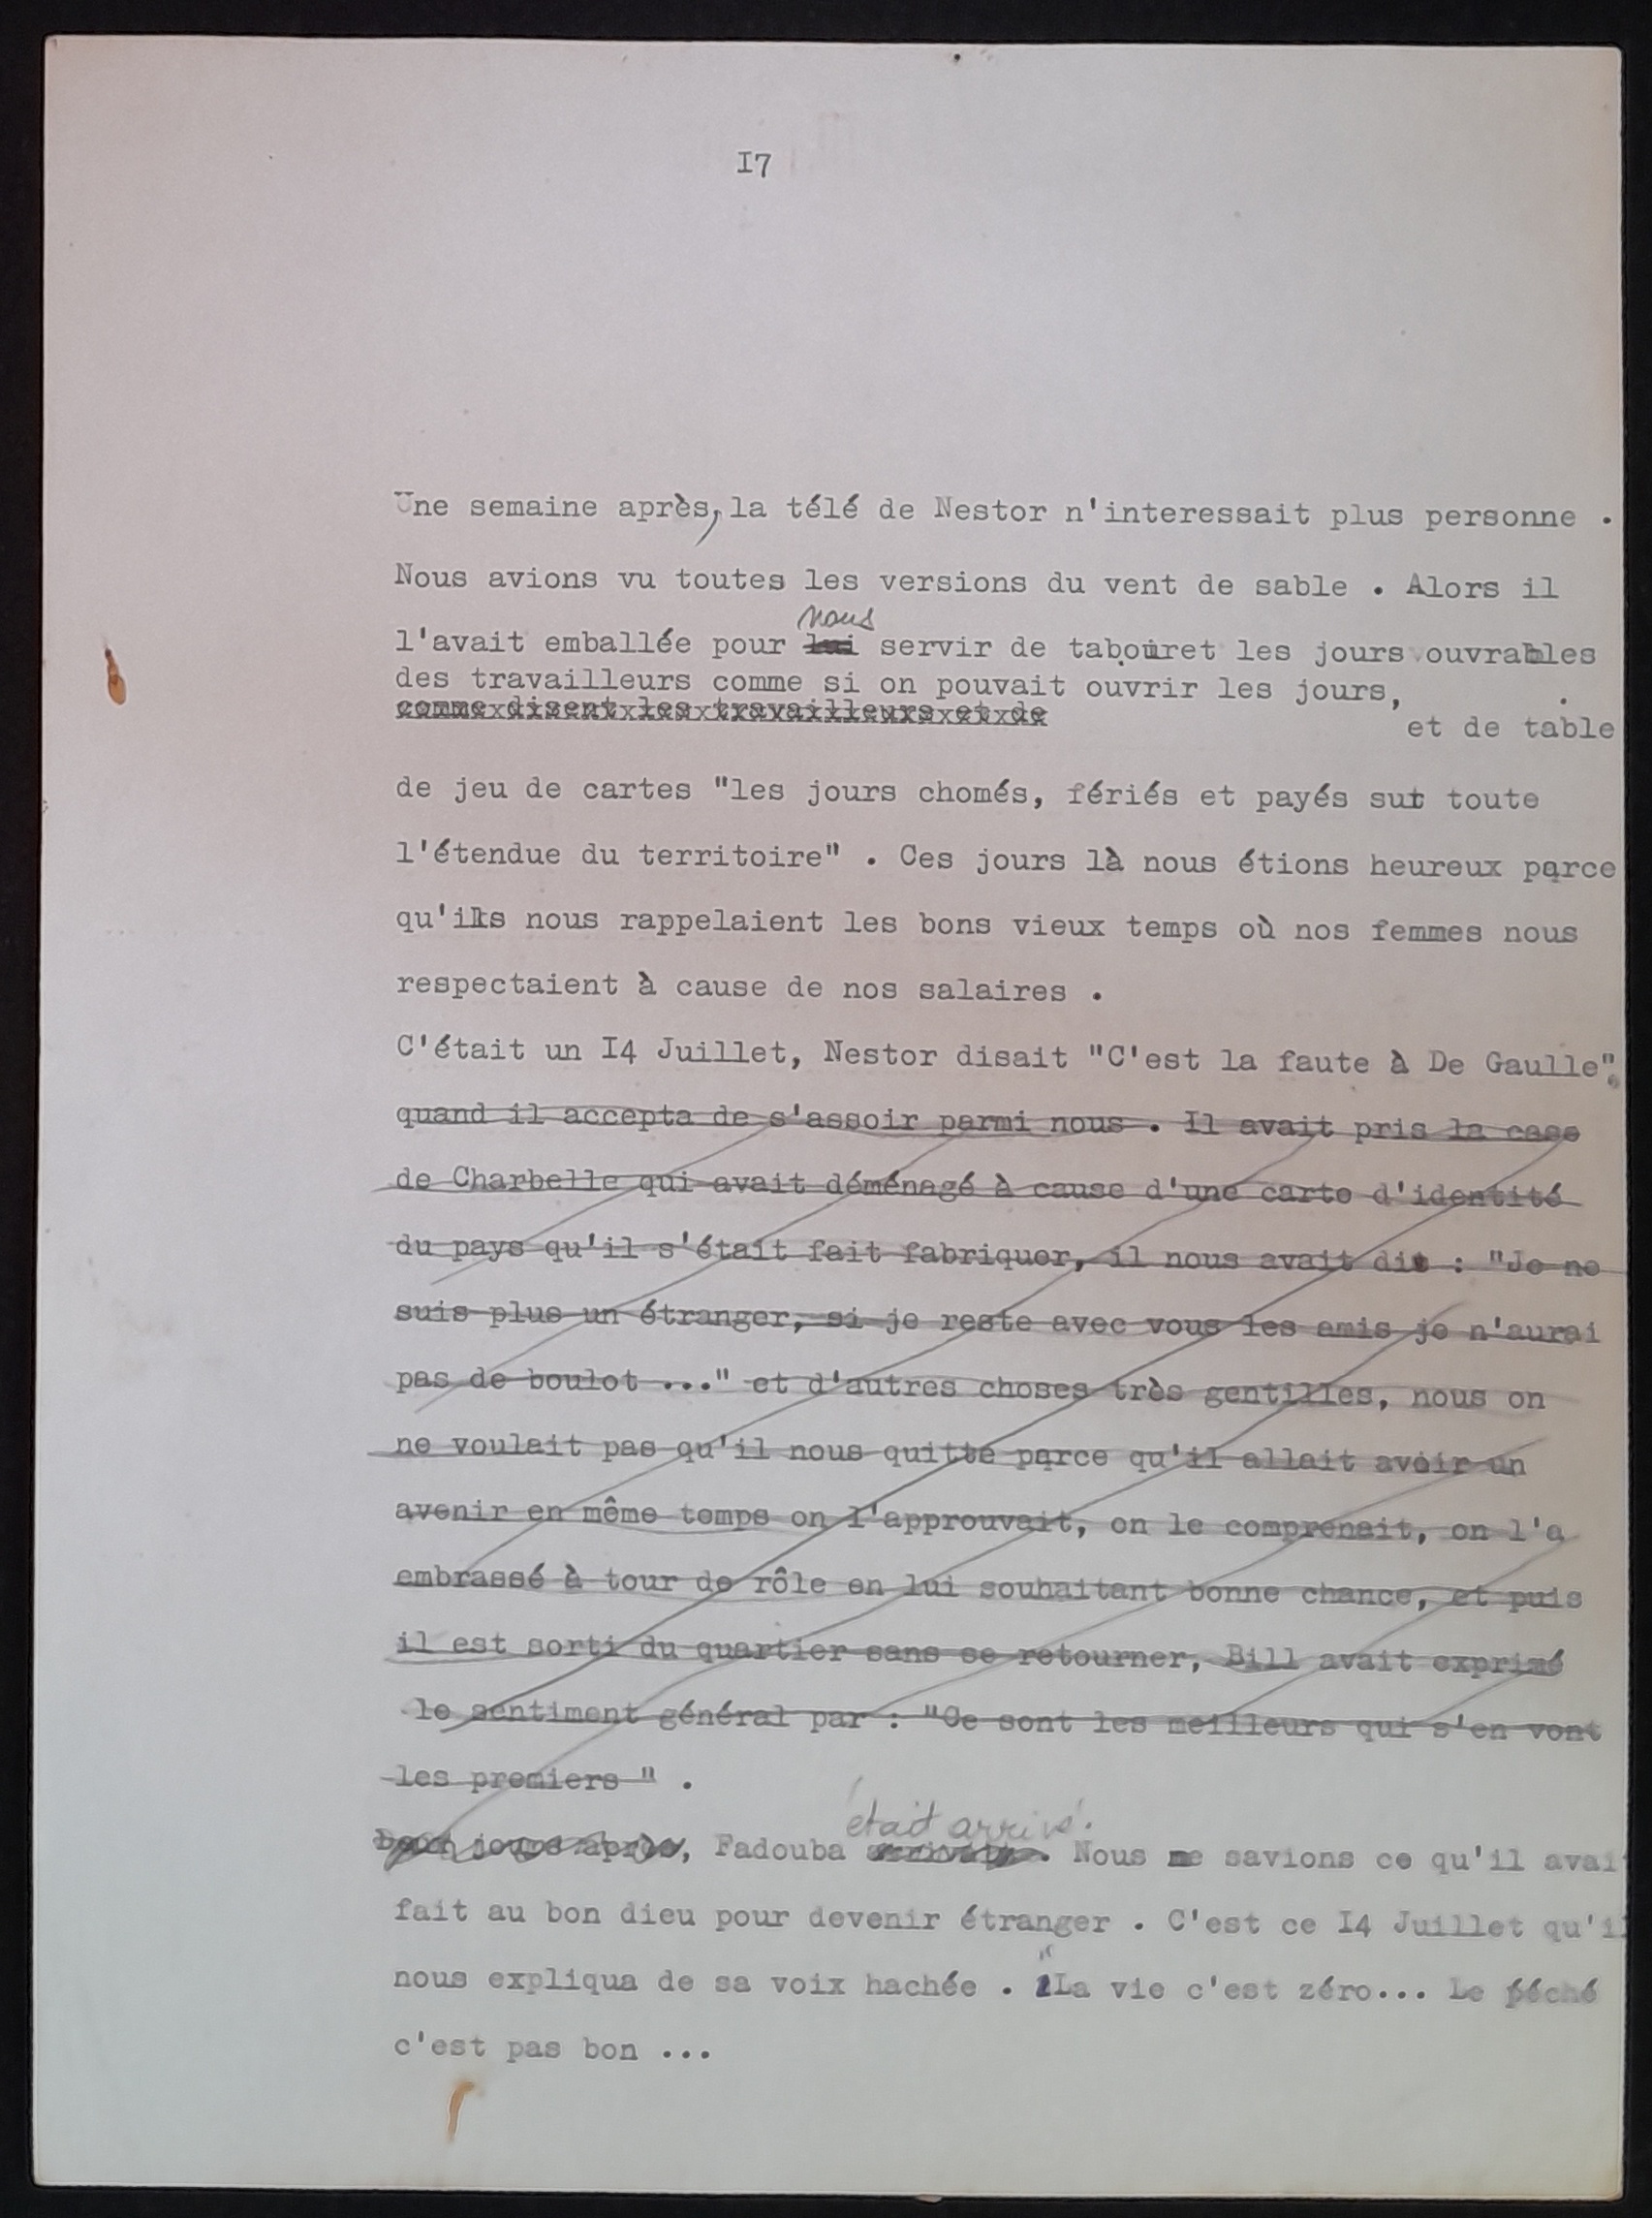 I7
Une semaine après, la télé de Nestor n'interessait plus personne .
Nous avions vu toutes les versions du vent de sable . Alors il
nous
l'avait emballée pour lui servir de tabouret les jours ouvrables
des travailleurs comme si on pouvait ouvrir les jours,
comme disent les travailleurs et de
et de table
de jeu de cartes "les jours chomés, fériés et payés sut toute
l'étendue du territoire" . Ces jours là nous étions heureux parce
qu'ils nous rappelaient les bons vieux temps où nos femmes nous
respectaient à cause de nos salaires .
C'était un I4 Juillet, Nestor disait "C'est la faute à De Gaulle".
quand il accepta de s'assoir parmi nous . Il avait pris la case
de Charbelle qui avait déménagé à cause d'une carte d'identité
du pays qu'il s'était fait fabriquer, il nous avait dit : "Je ne
suis plus un étranger, si je reste avec vous les amis je n'aurai
pas de boulot ..." et d'autres choses très gentilles, nous on
ne voulait pas qu'il nous quitte parce qu'il allait avoir un
avenir en même temps on l'approuvait, on le comprenait, on l'a
embrassé à tour de rôle en lui souhaitant bonne chance, et puis
il est sorti du quartier sans se retourner, Bill avait exprimé
le sentiment général par : "Ce sont les meilleurs qui s'en vont
les premiers " .
était arrivé.
jours après, Fadouba . Nous ne savions ce qu'il avait
fait au bon dieu pour devenir étranger . C'est ce I4 Juillet qu'il
nous expliqua de sa voix hachée . "La vie c'est zéro... Le péché
c'est pas bon ...